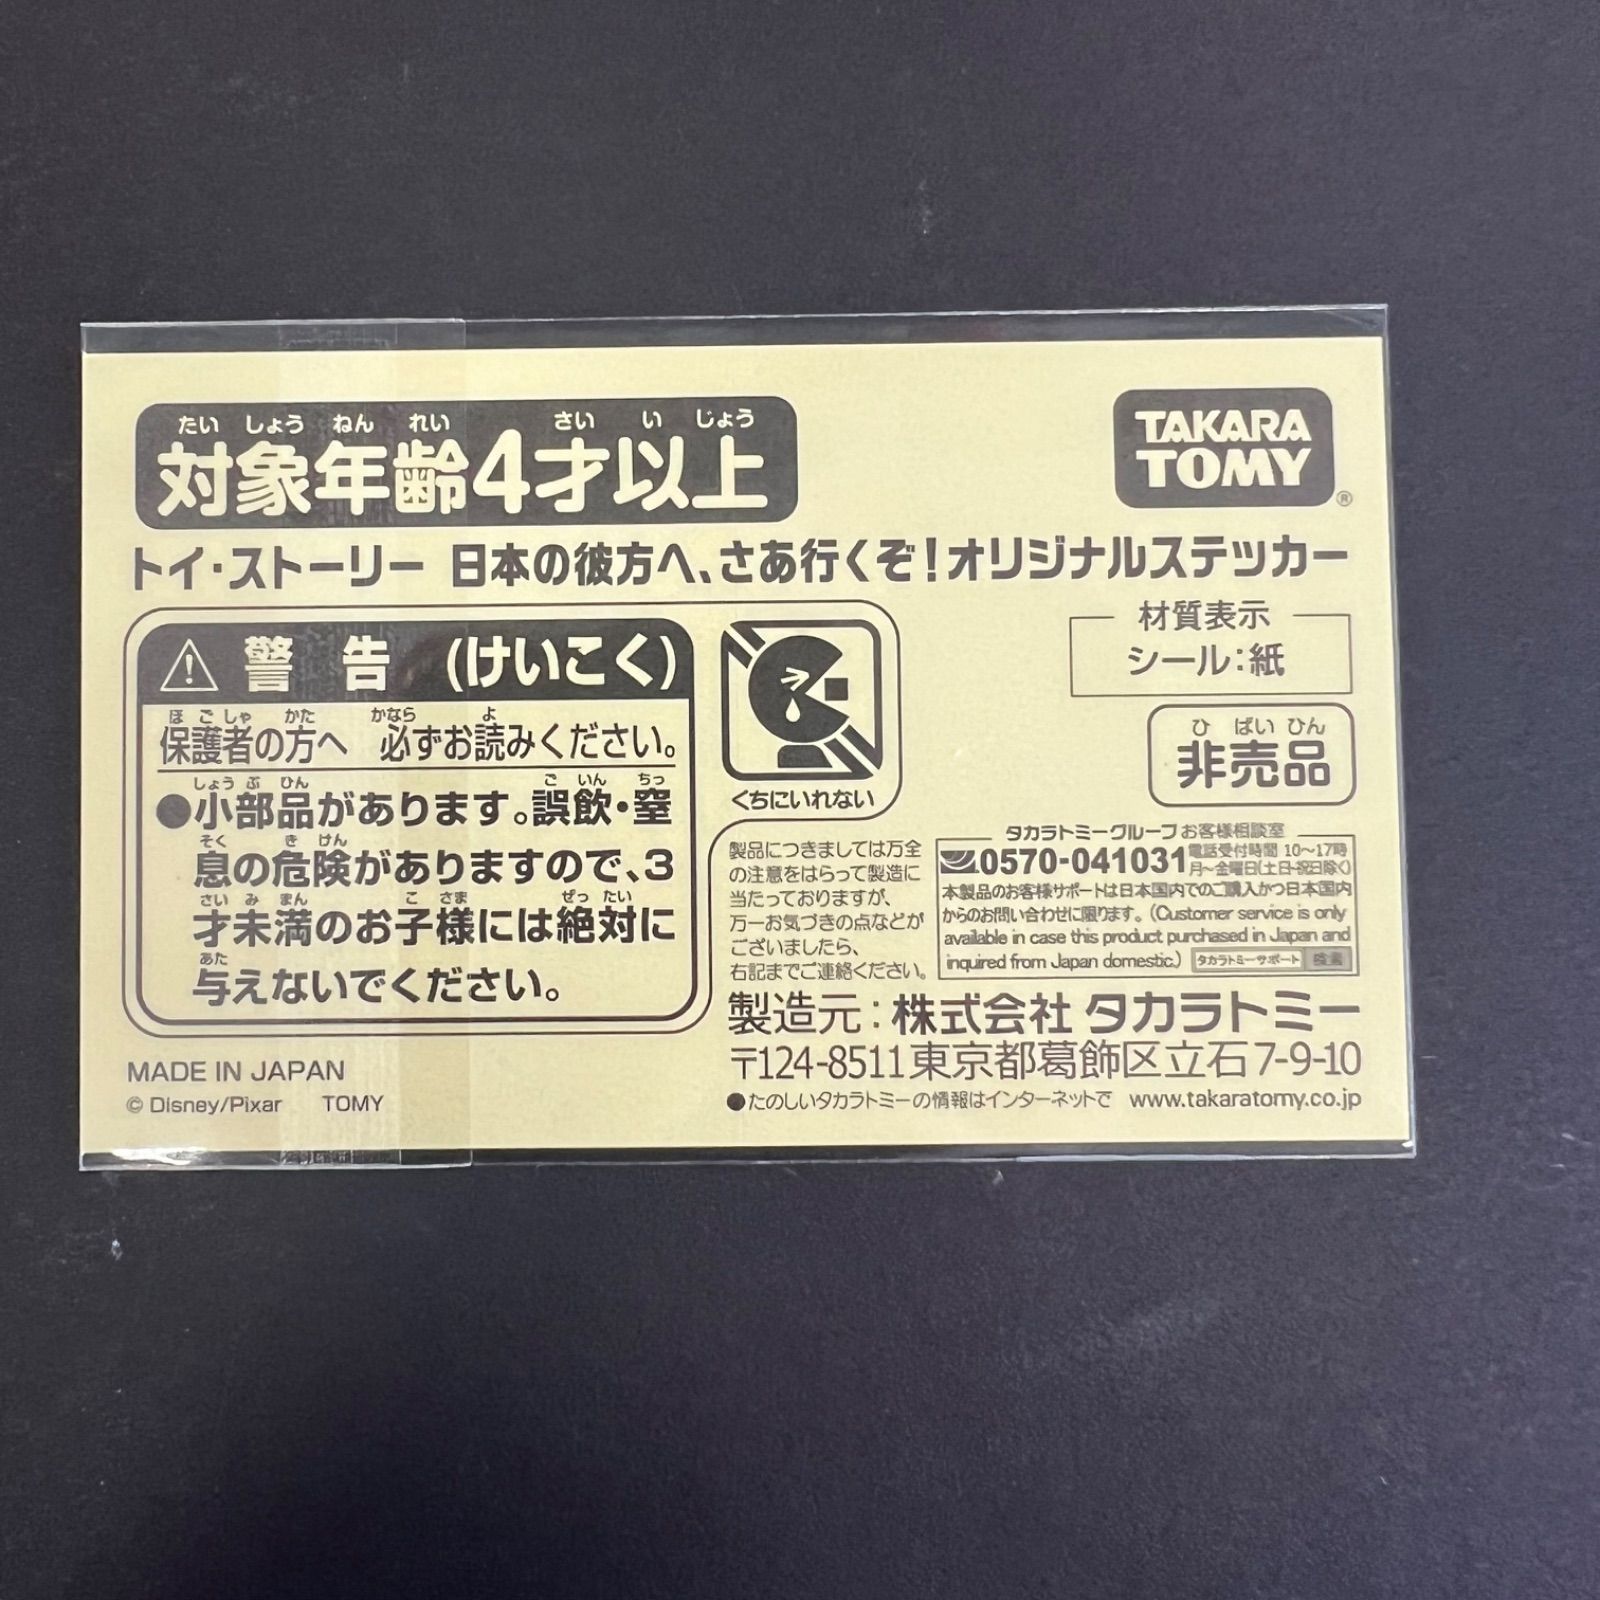 対象年齢4才以上
たい しょう ねん れい さい い じょう
TAKARA
TOMY
®
トイ・ストーリー 日本の彼方へ、さあ行くぞ!オリジナルステッカー
警告 (けいこく)
ほ ご しゃ かた かなら よ
保護者の方へ 必ずお読みください。
しょう ぶ ひん ご いん ちっ
●小部品があります。誤飲・窒
そく き けん
息の危険がありますので、3
さい み まん こ さま ぜっ たい
才未満のお子様には絶対に
あた
与えないでください。
くちにいれない
材質表示
シール:紙
ひ ばい ひん
非売品
製品につきましては万全
の注意をはらって製造に
当たっておりますが、
万一お気づきの点などが
ございましたら、
右記までご連絡ください。
タカラトミーグループお客様相談室
0570-041031
電話受付時間 10〜17時
月〜金曜日(土日・祝日除く)
本製品のお客様サポートは日本国内でのご購入かつ日本国内
からのお問い合わせに限ります。(Customer service is only
available in case this product purchased in Japan and
inquired from Japan domestic.) タカラトミーサポート 検索
製造元:株式会社 タカラトミー
〒124-8511東京都葛飾区立石7-9-10
●たのしいタカラトミーの情報はインターネットで www.takaratomy.co.jp
MADE IN JAPAN
© Disney/Pixar TOMY